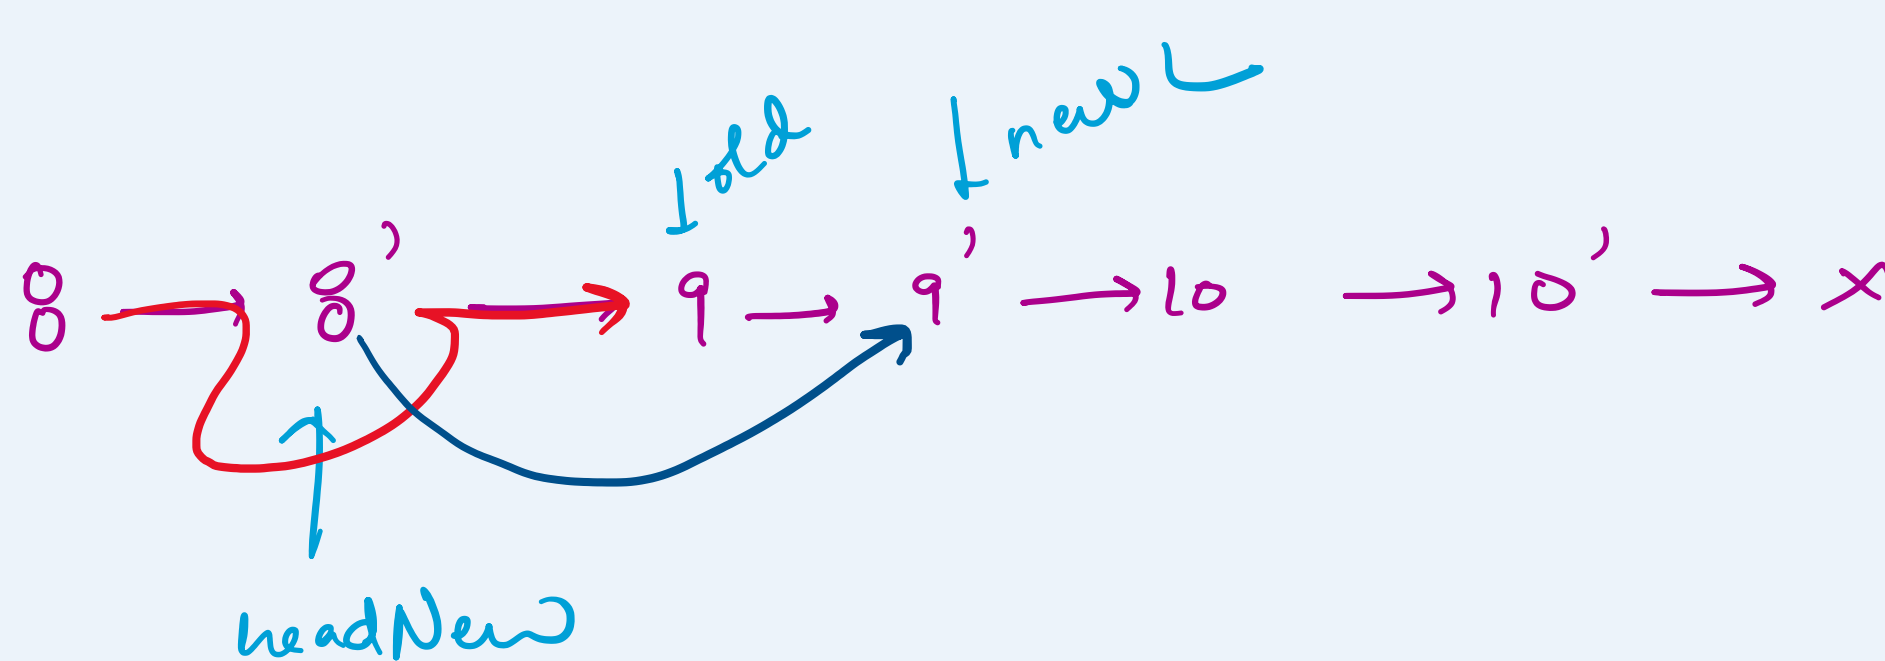 old new
8 → 8' → 9 → 9' → 10 → 10' → x
headNew